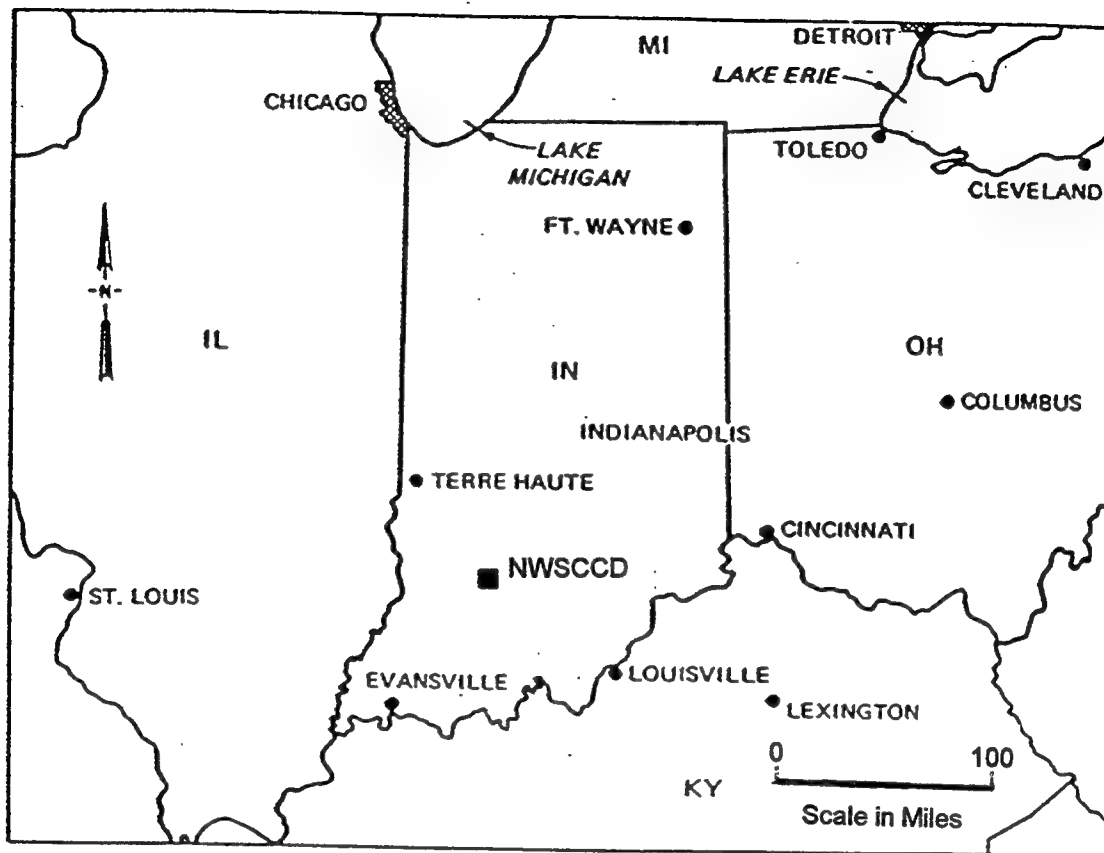 MI
DETROIT
LAKE ERIE
CHICAGO
TOLEDO
LAKE
MICHIGAN
CLEVELAND
FT. WAYNE
N
IL
IN
OH
COLUMBUS
INDIANAPOLIS
TERRE HAUTE
CINCINNATI
NWSCCD
ST. LOUIS
EVANSVILLE
LOUISVILLE
LEXINGTON
0 100
KY
Scale in Miles